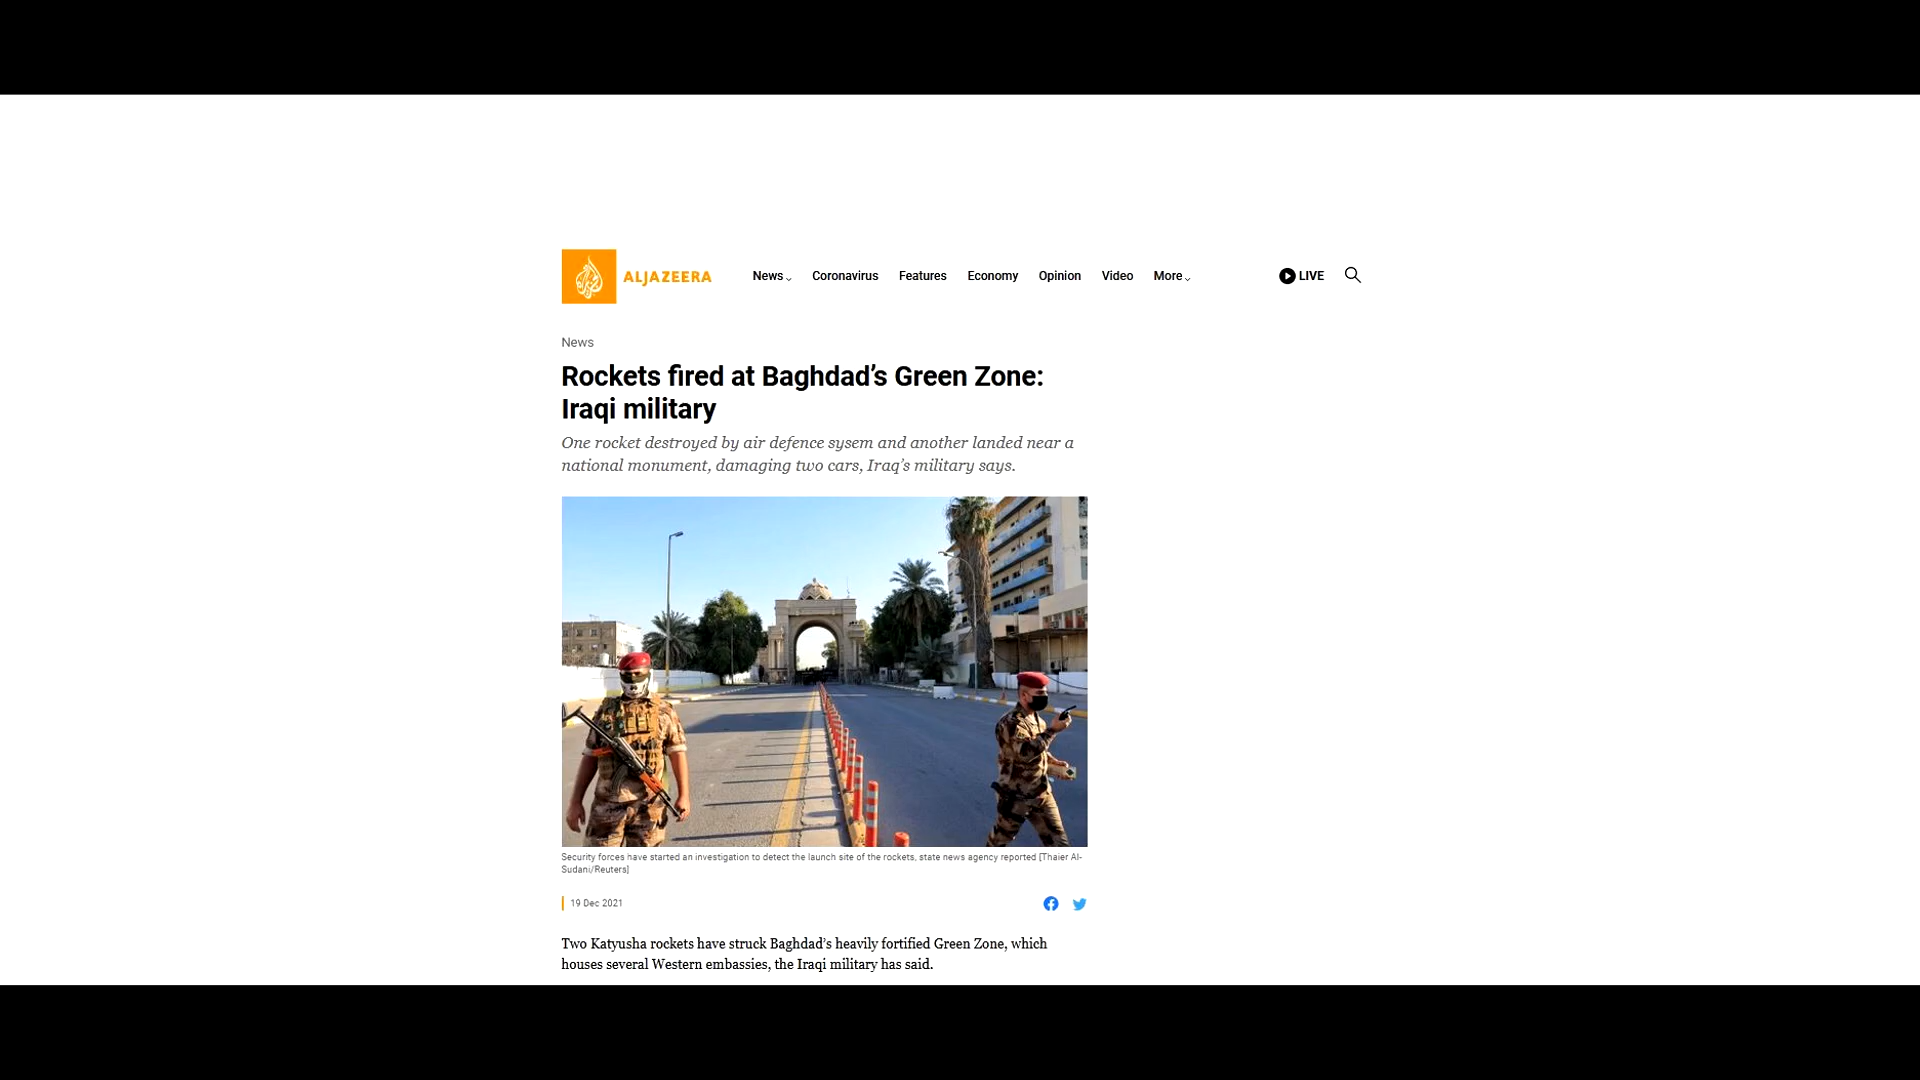 ALJAZEERA
News
Coronavirus
Features
Economy
Opinion
Video
More
LIVE
News
Rockets fired at Baghdad’s Green Zone:
Iraqi military
One rocket destroyed by air defence sysem and another landed near a
national monument, damaging two cars, Iraq’s military says.
Security forces have started an investigation to detect the launch site of the rockets, state news agency reported [Thaier Al-
Sudani/Reuters]
19 Dec 2021
Two Katyusha rockets have struck Baghdad’s heavily fortified Green Zone, which
houses several Western embassies, the Iraqi military has said.